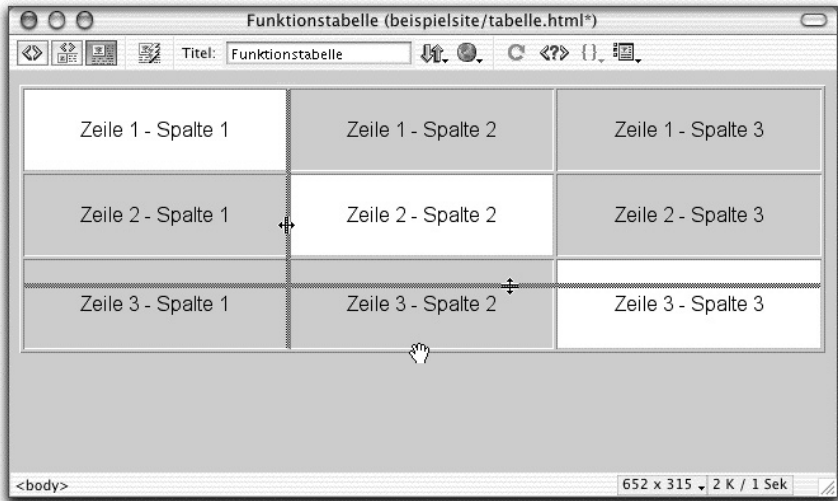 Funktionstabelle (beispielsite/tabelle.html*)
Titel: Funktionstabelle
Zeile 1 - Spalte 1 Zeile 1 - Spalte 2 Zeile 1 - Spalte 3
Zeile 2 - Spalte 1 Zeile 2 - Spalte 2 Zeile 2 - Spalte 3
Zeile 3 - Spalte 1 Zeile 3 - Spalte 2 Zeile 3 - Spalte 3
<body> 652 x 315 2 K / 1 Sek